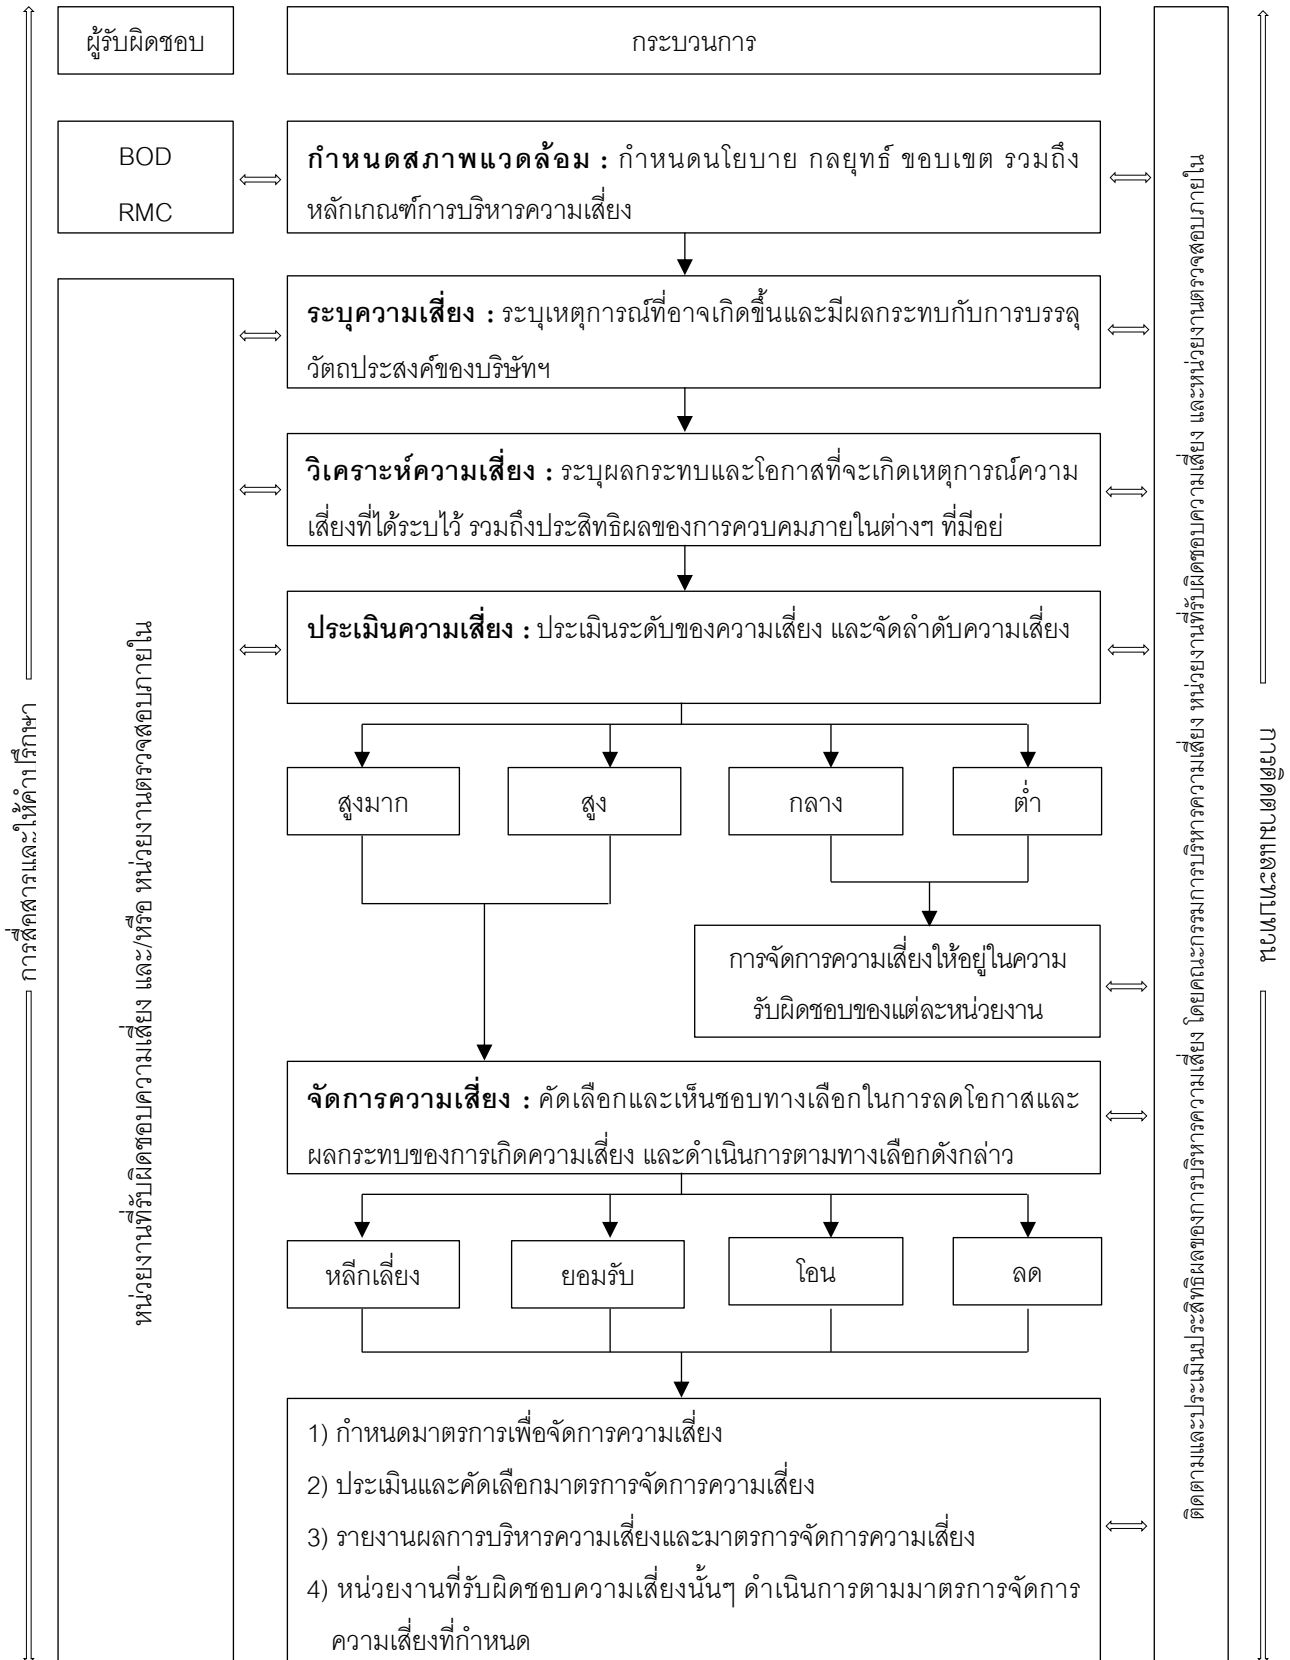 ผู้รับผิดชอบ
กระบวนการ
BOD
RMC
กำหนดสภาพแวดล้อม : กำหนดนโยบาย กลยุทธ์ ขอบเขต รวมถึง
หลักเกณฑ์การบริหารความเสี่ยง
ระบุความเสี่ยง : ระบุเหตุการณ์ที่อาจเกิดขึ้นและมีผลกระทบกับการบรรลุ
วัตถุประสงค์ของบริษัทฯ
วิเคราะห์ความเสี่ยง : ระบุผลกระทบและโอกาสที่จะเกิดเหตุการณ์ความ
เสี่ยงที่ได้ระบุไว้ รวมถึงประสิทธิผลของการควบคุมภายในต่างๆ ที่มีอยู่
ประเมินความเสี่ยง : ประเมินระดับของความเสี่ยง และจัดลำดับความเสี่ยง
สูงมาก
สูง
กลาง
ต่ำ
การจัดการความเสี่ยงให้อยู่ในความ
รับผิดชอบของแต่ละหน่วยงาน
จัดการความเสี่ยง : คัดเลือกและเห็นชอบทางเลือกในการลดโอกาสและ
ผลกระทบของการเกิดความเสี่ยง และดำเนินการตามทางเลือกดังกล่าว
หลีกเลี่ยง
ยอมรับ
โอน
ลด
1) กำหนดมาตรการเพื่อจัดการความเสี่ยง
2) ประเมินและคัดเลือกมาตรการจัดการความเสี่ยง
3) รายงานผลการบริหารความเสี่ยงและมาตรการจัดการความเสี่ยง
4) หน่วยงานที่รับผิดชอบความเสี่ยงนั้นๆ ดำเนินการตามมาตรการจัดการ
ความเสี่ยงที่กำหนด
การสื่อสารและให้คำปรึกษา
หน่วยงานที่รับผิดชอบความเสี่ยง และ/หรือ หน่วยงานตรวจสอบภายใน
ติดตามและประเมินประสิทธิผลของการบริหารความเสี่ยง โดยคณะกรรมการบริหารความเสี่ยง หน่วยงานที่รับผิดชอบความเสี่ยง และหน่วยงานตรวจสอบภายใน
การติดตามและทบทวน